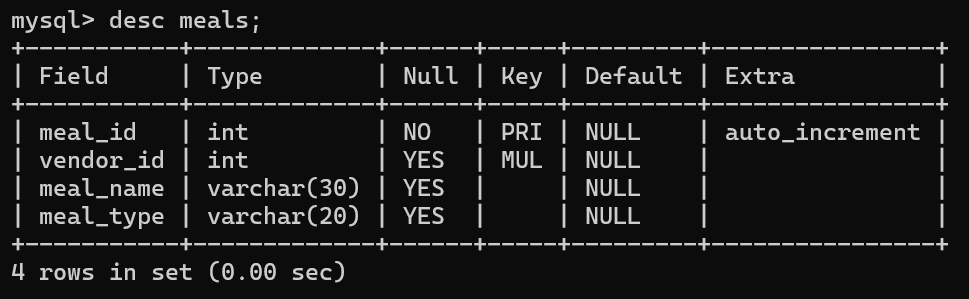 mysql> desc meals;
+-----------+-------------+------+-----+---------+----------------+
| Field     | Type        | Null | Key | Default | Extra          |
+-----------+-------------+------+-----+---------+----------------+
| meal_id   | int         | NO   | PRI | NULL    | auto_increment |
| vendor_id | int         | YES  | MUL | NULL    |                |
| meal_name | varchar(30) | YES  |     | NULL    |                |
| meal_type | varchar(20) | YES  |     | NULL    |                |
+-----------+-------------+------+-----+---------+----------------+
4 rows in set (0.00 sec)